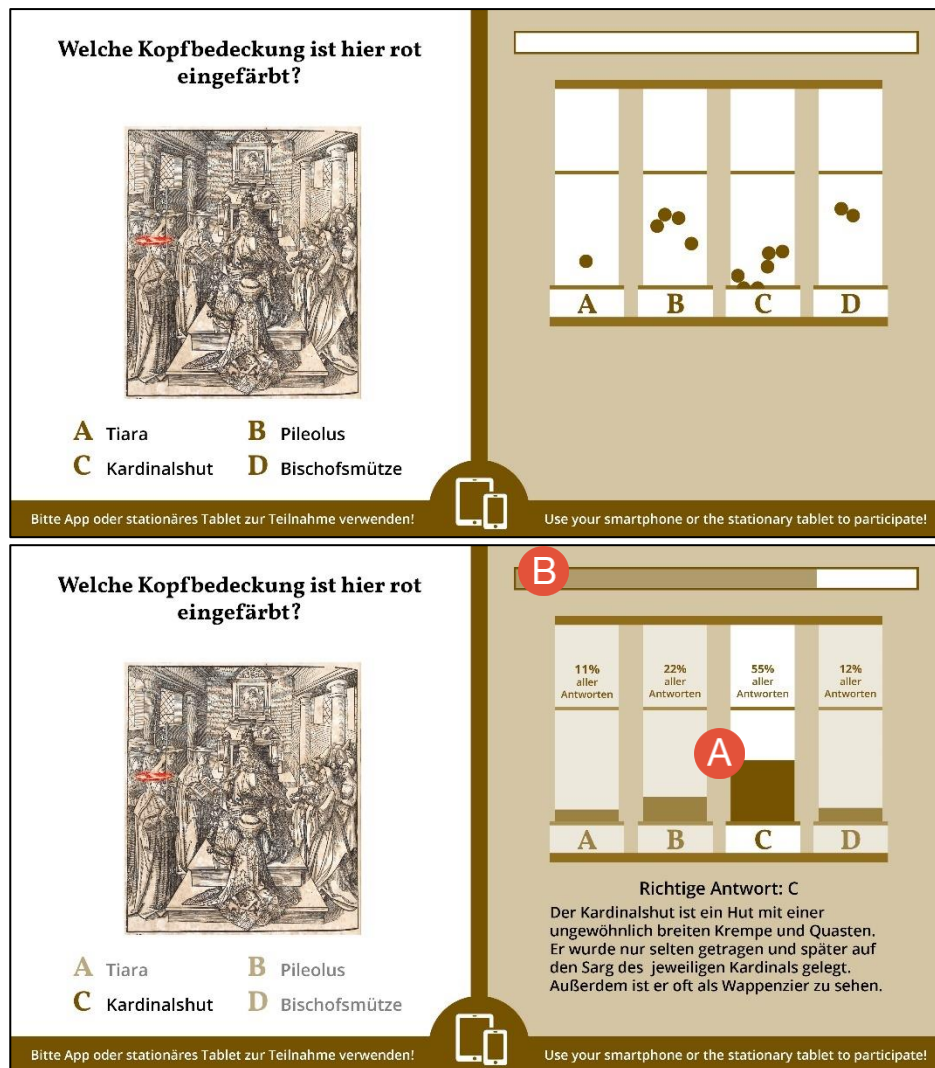 Welche Kopfbedeckung ist hier rot
eingefärbt?
A Tiara
B Pileolus
C Kardinalshut
D Bischofsmütze
A
B
C
D
Bitte App oder stationäres Tablet zur Teilnahme verwenden!
Use your smartphone or the stationary tablet to participate!
Welche Kopfbedeckung ist hier rot
eingefärbt?
A Tiara
B Pileolus
C Kardinalshut
D Bischofsmütze
B
11%
aller
Antworten
22%
aller
Antworten
55%
aller
Antworten
12%
aller
Antworten
A
A
B
C
D
Richtige Antwort: C
Der Kardinalshut ist ein Hut mit einer
ungewöhnlich breiten Krempe und Quasten.
Er wurde nur selten getragen und später auf
den Sarg des jeweiligen Kardinals gelegt.
Außerdem ist er oft als Wappenzier zu sehen.
Bitte App oder stationäres Tablet zur Teilnahme verwenden!
Use your smartphone or the stationary tablet to participate!